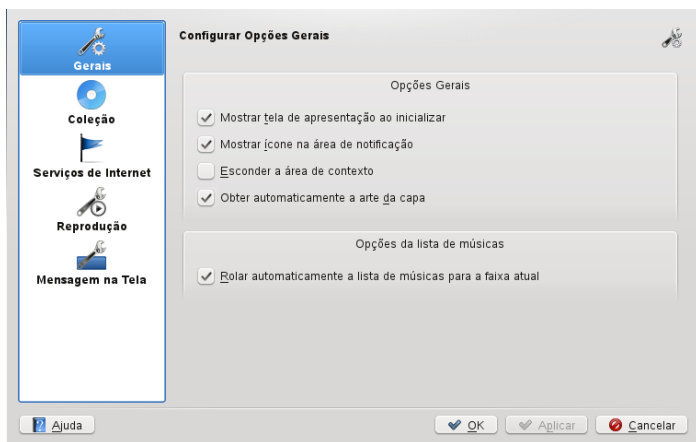 Gerais
Coleção
Serviços de Internet
Reprodução
Mensagem na Tela
Configurar Opções Gerais
Opções Gerais
Mostrar tela de apresentação ao inicializar
Mostrar ícone na área de notificação
Esconder a área de contexto
Obter automaticamente a arte da capa
Opções da lista de músicas
Rolar automaticamente a lista de músicas para a faixa atual
Ajuda
OK
Aplicar
Cancelar